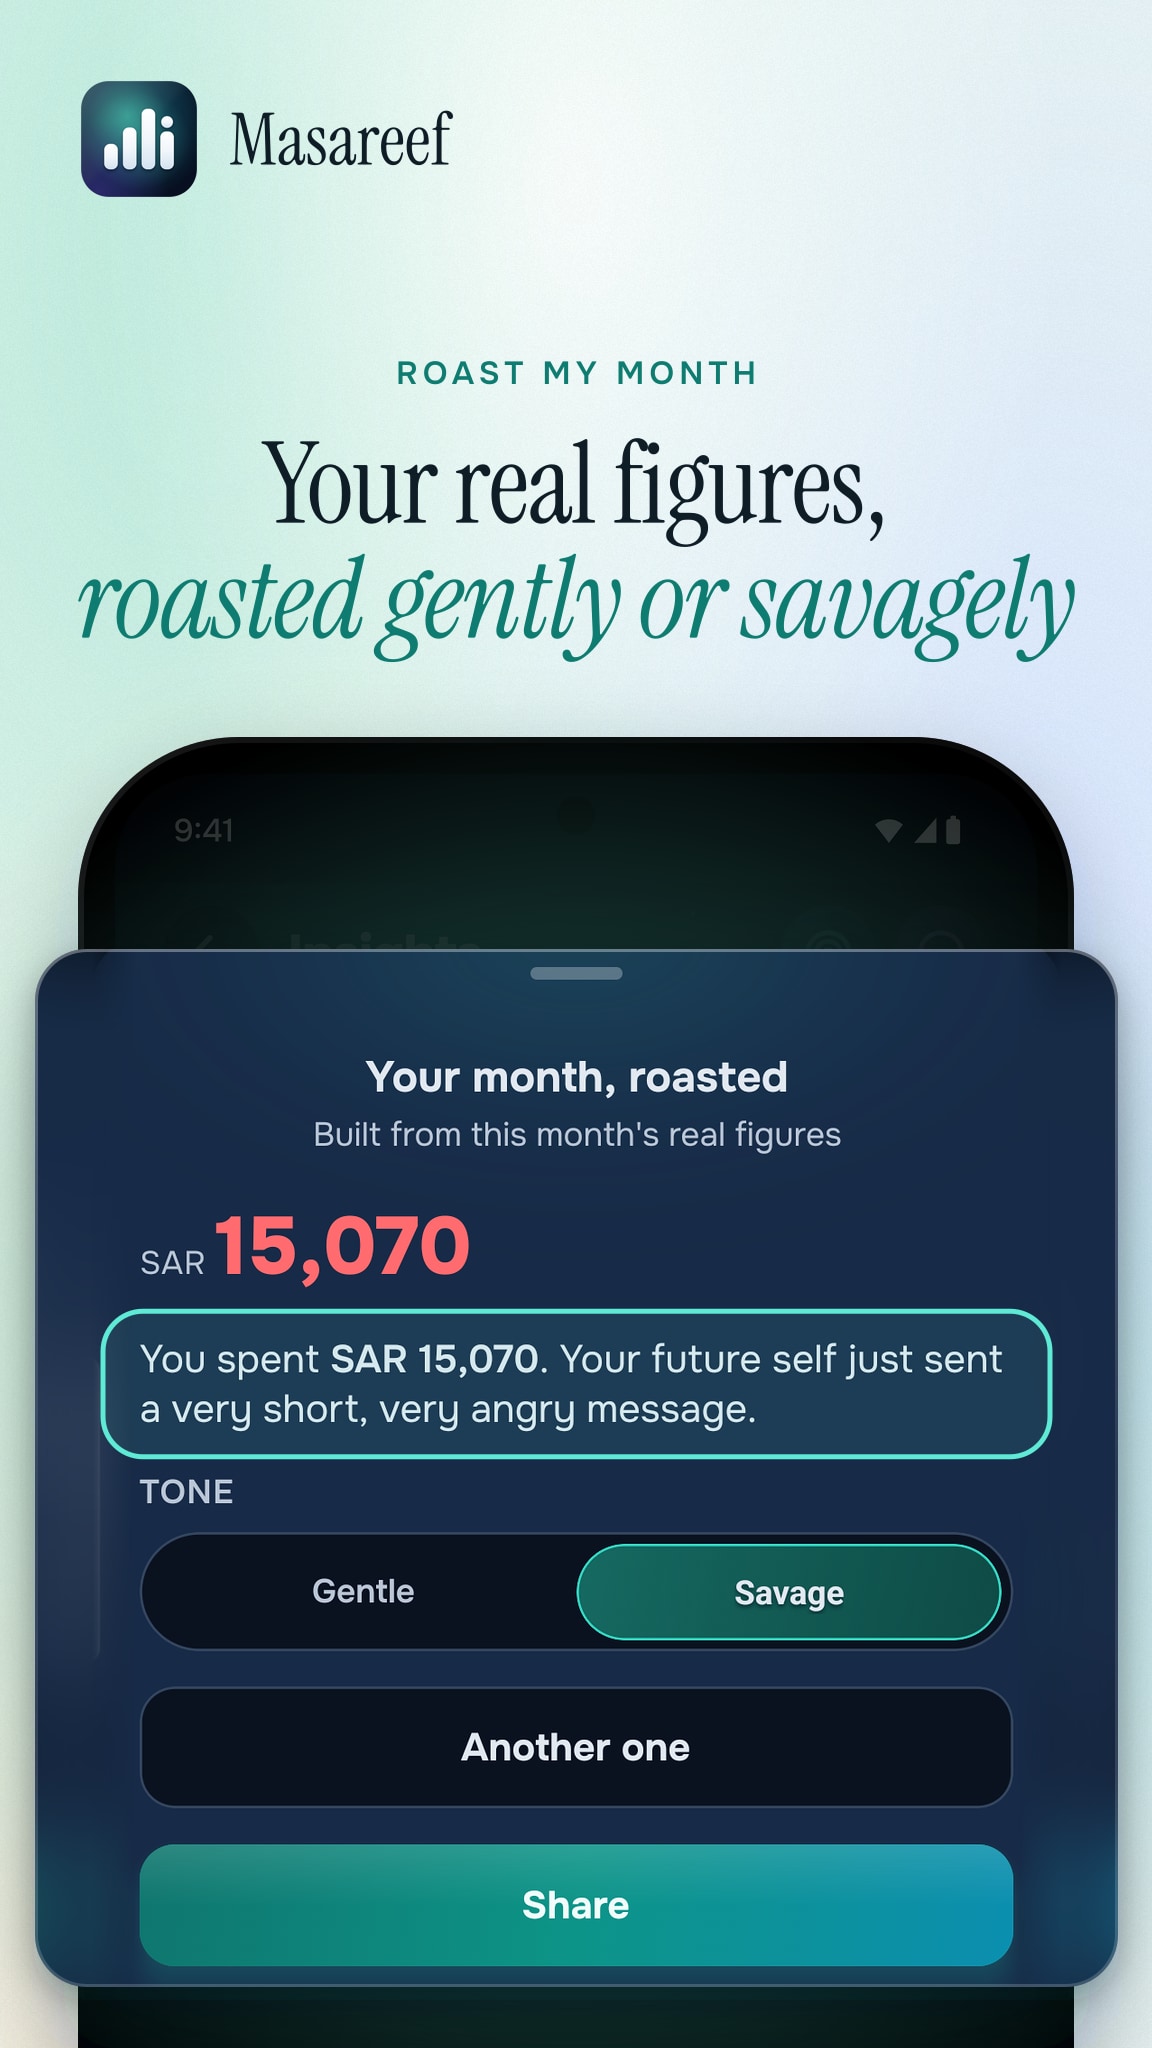 Masareef
ROAST MY MONTH
Your real figures,
roasted gently or savagely
9:41
Insights
Your month, roasted
Built from this month's real figures
SAR 15,070
You spent SAR 15,070. Your future self just sent
a very short, very angry message.
TONE
Gentle
Savage
Another one
Share